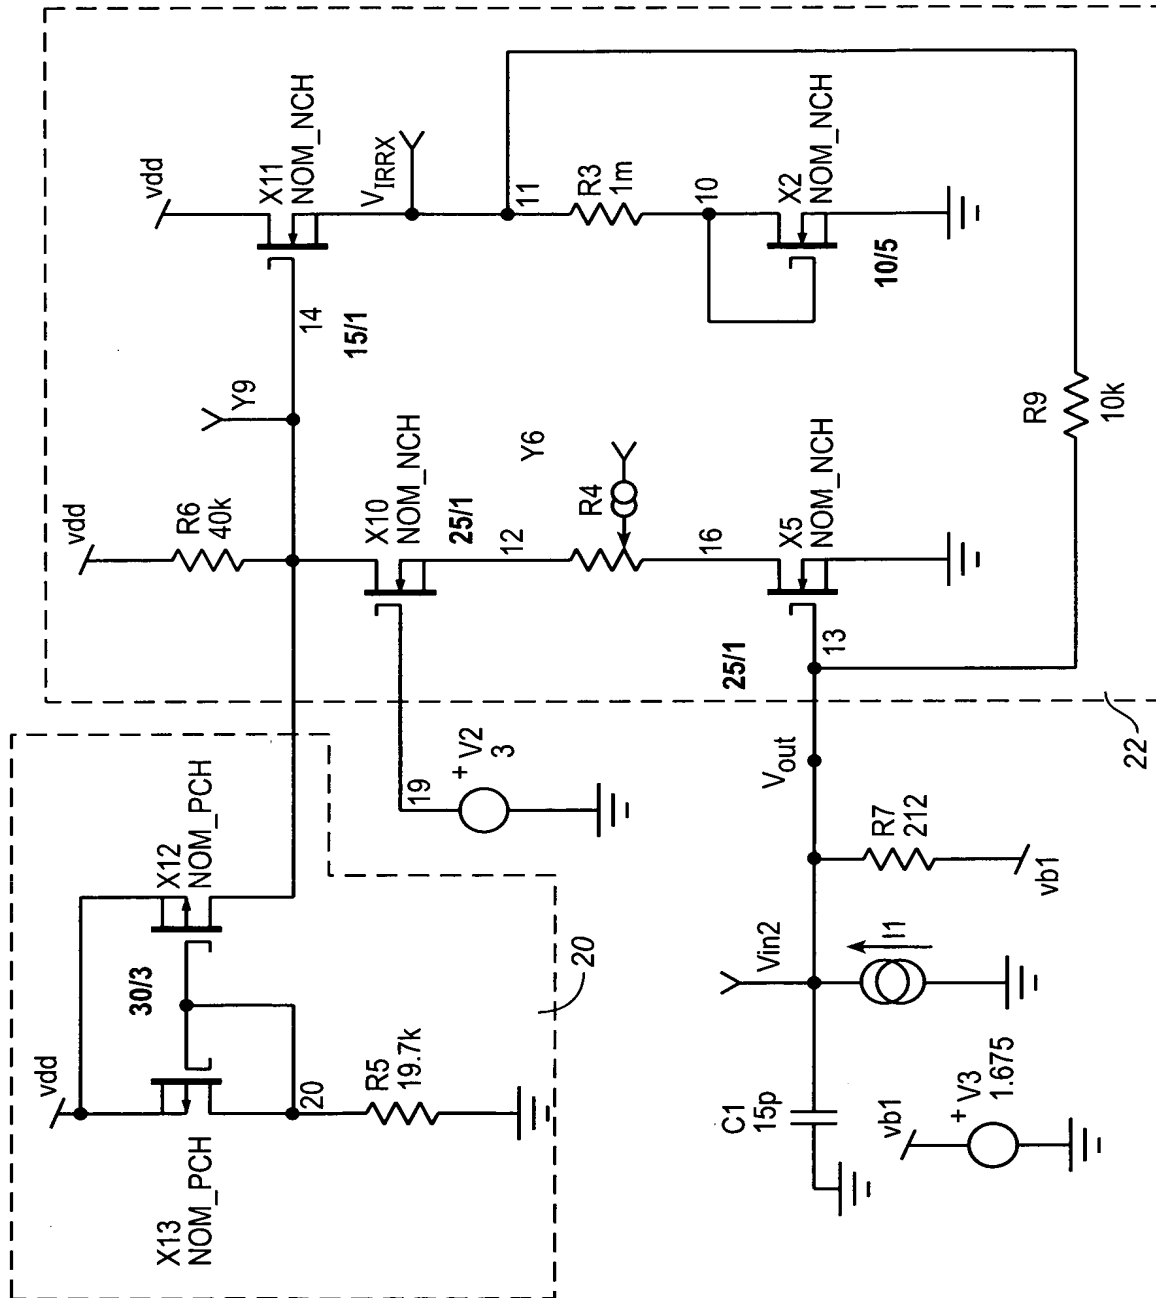 vdd
X11
NOM_NCH
V_IRRX
11
R3
1m
10
X2
NOM_NCH
10/5
14
15/1
Y9
vdd
R6
40k
X10
NOM_NCH
25/1
12
Y6
R4
16
X5
NOM_NCH
25/1
13
R9
10k
22
X12
NOM_PCH
30/3
vdd
X13
NOM_PCH
20
R5
19.7k
20
19
+ V2
3
Vout
R7
212
vb1
Vin2
I1
C1
15p
vb1
+ V3
1.675